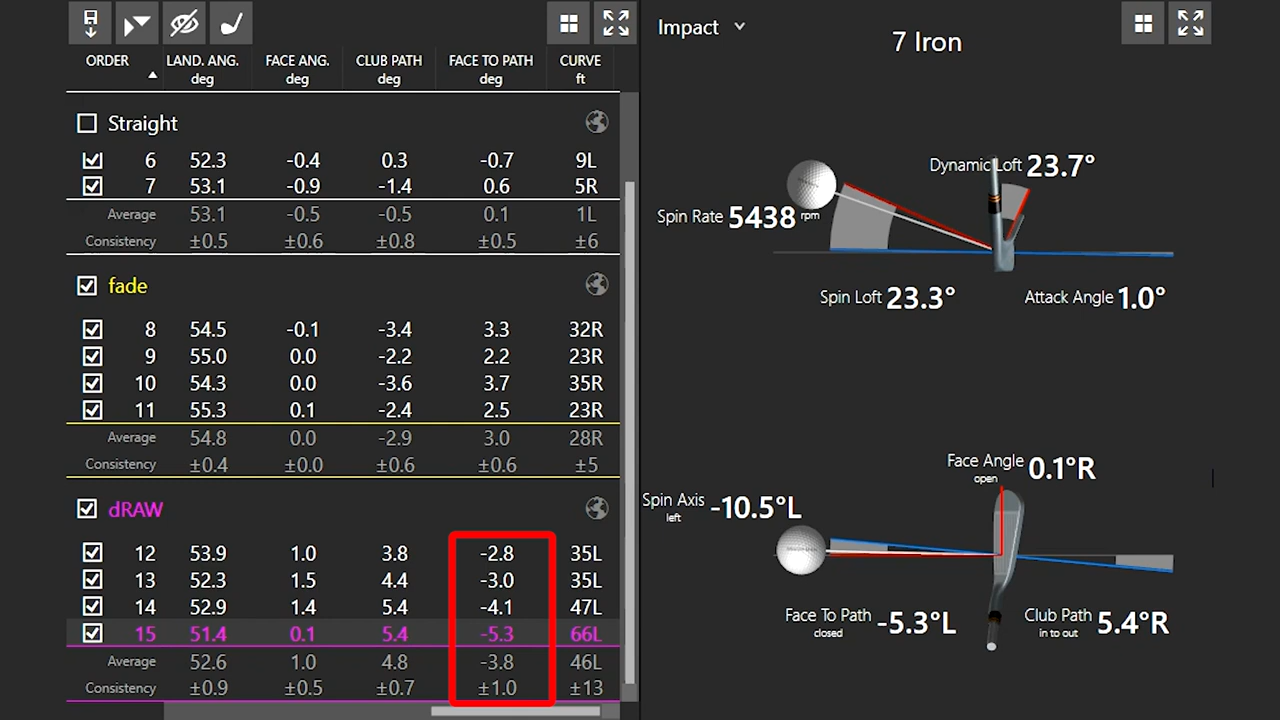 ORDER LAND. ANG. FACE ANG. CLUB PATH FACE TO PATH CURVE
deg deg deg deg ft
Straight
6 52.3 -0.4 0.3 -0.7 9L
7 53.1 -0.9 -1.4 0.6 5R
Average 53.1 -0.5 -0.5 0.1 1L
Consistency ±0.5 ±0.6 ±0.8 ±0.5 ±6
fade
8 54.5 -0.1 -3.4 3.3 32R
9 55.0 0.0 -2.2 2.2 23R
10 54.3 0.0 -3.6 3.7 35R
11 55.3 0.1 -2.4 2.5 23R
Average 54.8 0.0 -2.9 3.0 28R
Consistency ±0.4 ±0.0 ±0.6 ±0.6 ±5
dRAW
12 53.9 1.0 3.8 -2.8 35L
13 52.3 1.5 4.4 -3.0 35L
14 52.9 1.4 5.4 -4.1 47L
15 51.4 0.1 5.4 -5.3 66L
Average 52.6 1.0 4.8 -3.8 46L
Consistency ±0.9 ±0.5 ±0.7 ±1.0 ±13
Impact
7 Iron
Dynamic Loft 23.7°
Spin Rate 5438 rpm
Spin Loft 23.3° Attack Angle 1.0°
Face Angle 0.1°R
open
Spin Axis -10.5°L
left
Face To Path -5.3°L Club Path 5.4°R
closed in to out